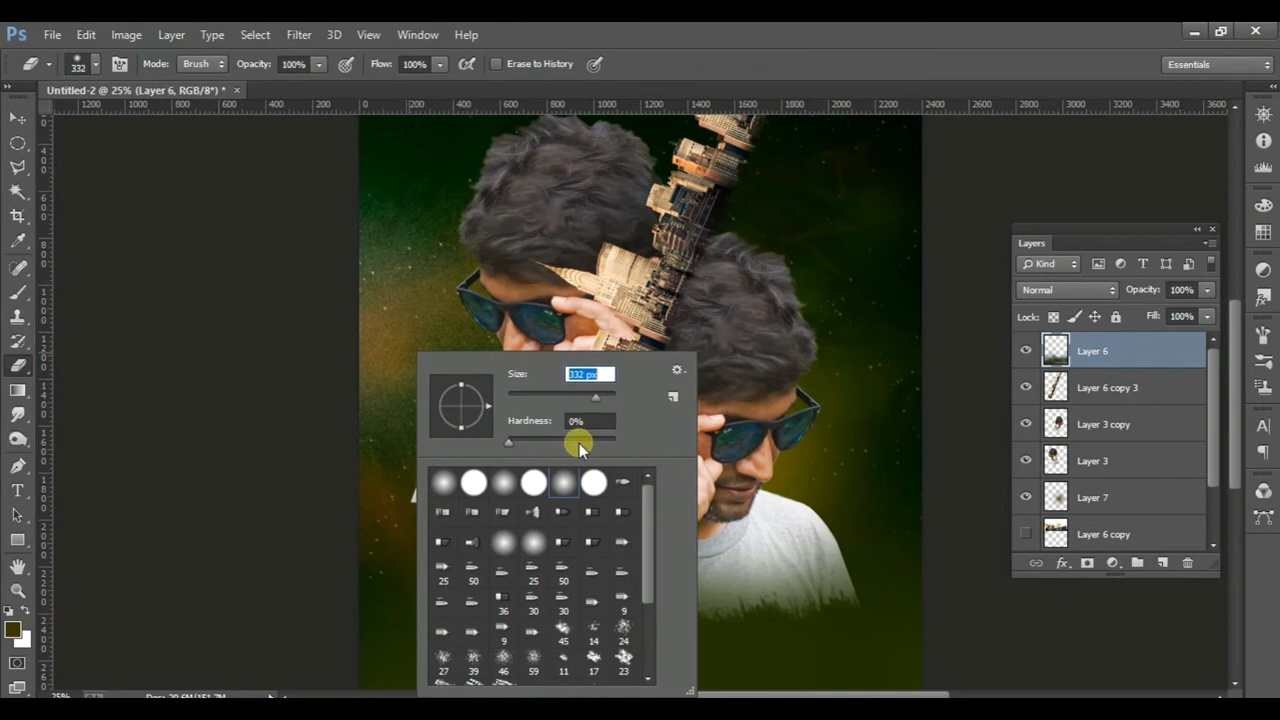 Ps File Edit Image Layer Type Select Filter 3D View Window Help
332 Mode: Brush Opacity: 100% Flow: 100% Erase to History Essentials
Untitled-2 @ 25% (Layer 6, RGB/8*) * ×
1200 1000 800 600 400 200 0 200 400 600 800 1000 1200 1400 1600 1800 2000 2200 2400 2600 2800 3000 3200 3400 3600
Layers
Kind
Normal Opacity: 100%
Lock: Fill: 100%
Layer 6
Layer 6 copy 3
Layer 3 copy
Layer 3
Layer 7
Layer 6 copy
Size: 332 px
Hardness: 0%
25 50 25 50
36 30 30 9
9 45 14 24
27 39 46 59 11 17 23
25%